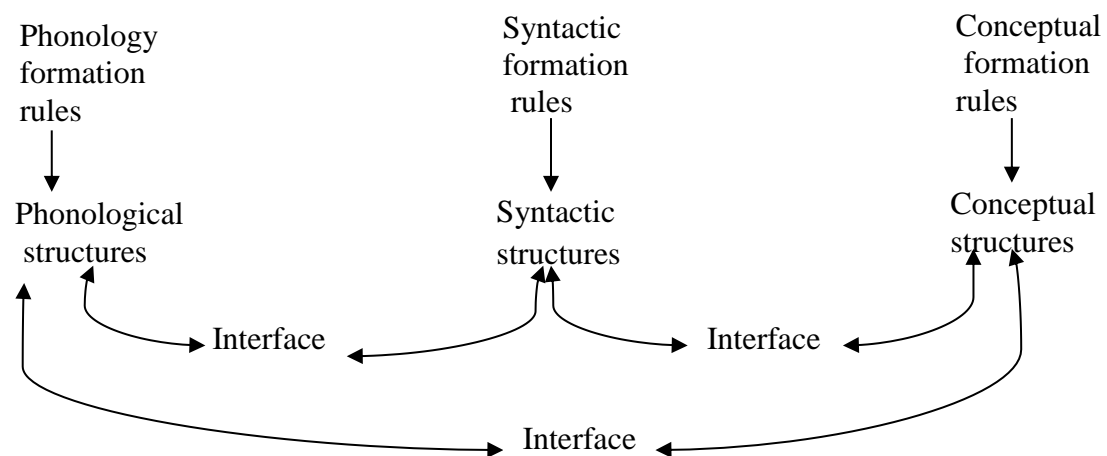 Phonology
formation
rules
Syntactic
formation
rules
Conceptual
formation
rules
Phonological
structures
Syntactic
structures
Conceptual
structures
Interface
Interface
Interface